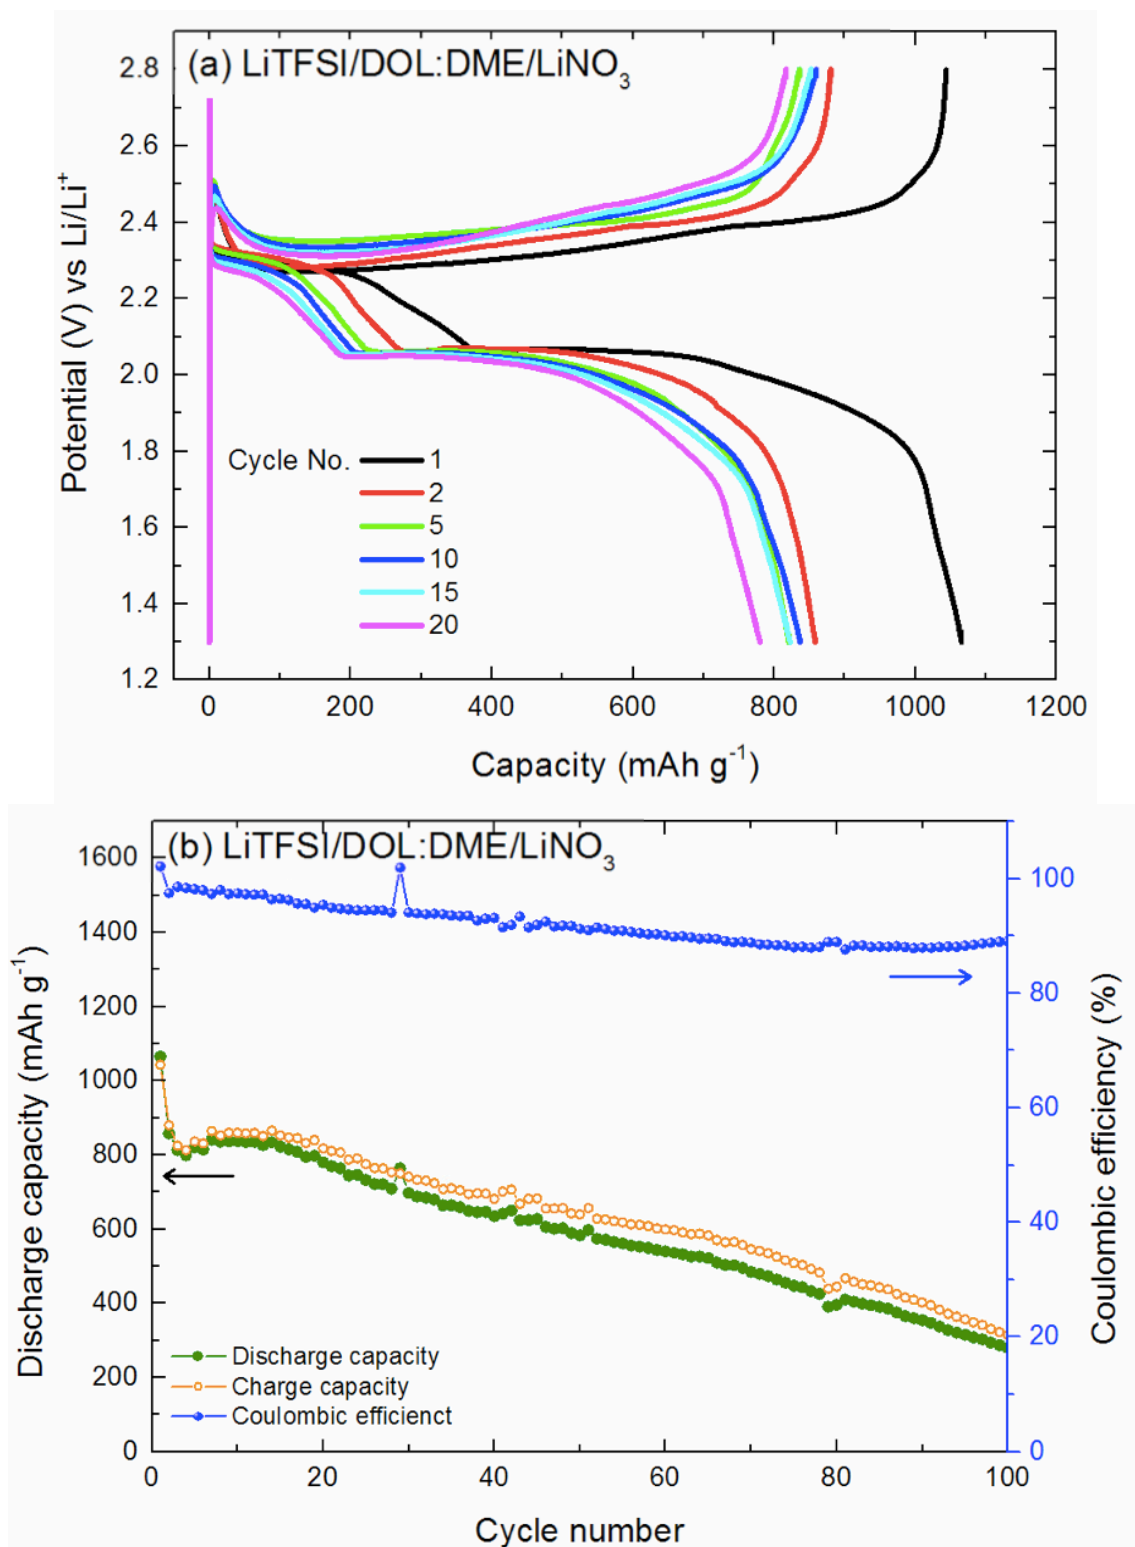 (a) LiTFSI/DOL:DME/LiNO₃
2.8
2.6
2.4
2.2
2.0
1.8
1.6
1.4
1.2
Potential (V) vs Li/Li⁺
Cycle No.
1
2
5
10
15
20
0 200 400 600 800 1000 1200
Capacity (mAh g⁻¹)
(b) LiTFSI/DOL:DME/LiNO₃
1600
1400
1200
1000
800
600
400
200
0
Discharge capacity (mAh g⁻¹)
100
80
60
40
20
0
Coulombic efficiency (%)
Discharge capacity
Charge capacity
Coulombic efficienct
0 20 40 60 80 100
Cycle number